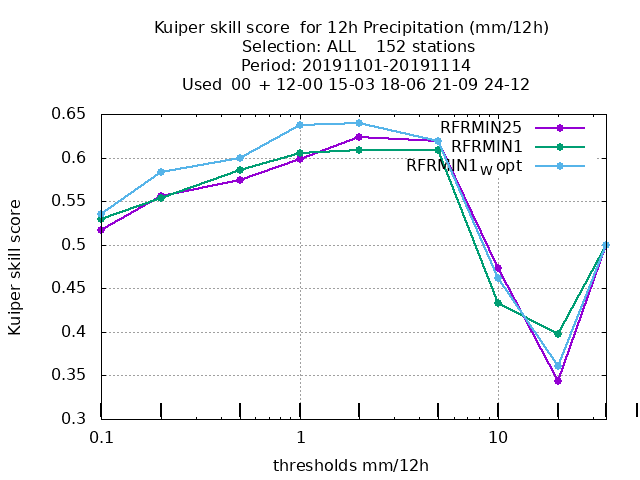 Kuiper skill score  for 12h Precipitation (mm/12h)
Selection: ALL    152 stations
Period: 20191101-20191114
Used  00 + 12-00 15-03 18-06 21-09 24-12
RFRMIN25
RFRMIN1
RFRMIN1_W opt
0.65
0.6
0.55
0.5
0.45
0.4
0.35
0.3
Kuiper skill score
0.1
1
10
thresholds mm/12h